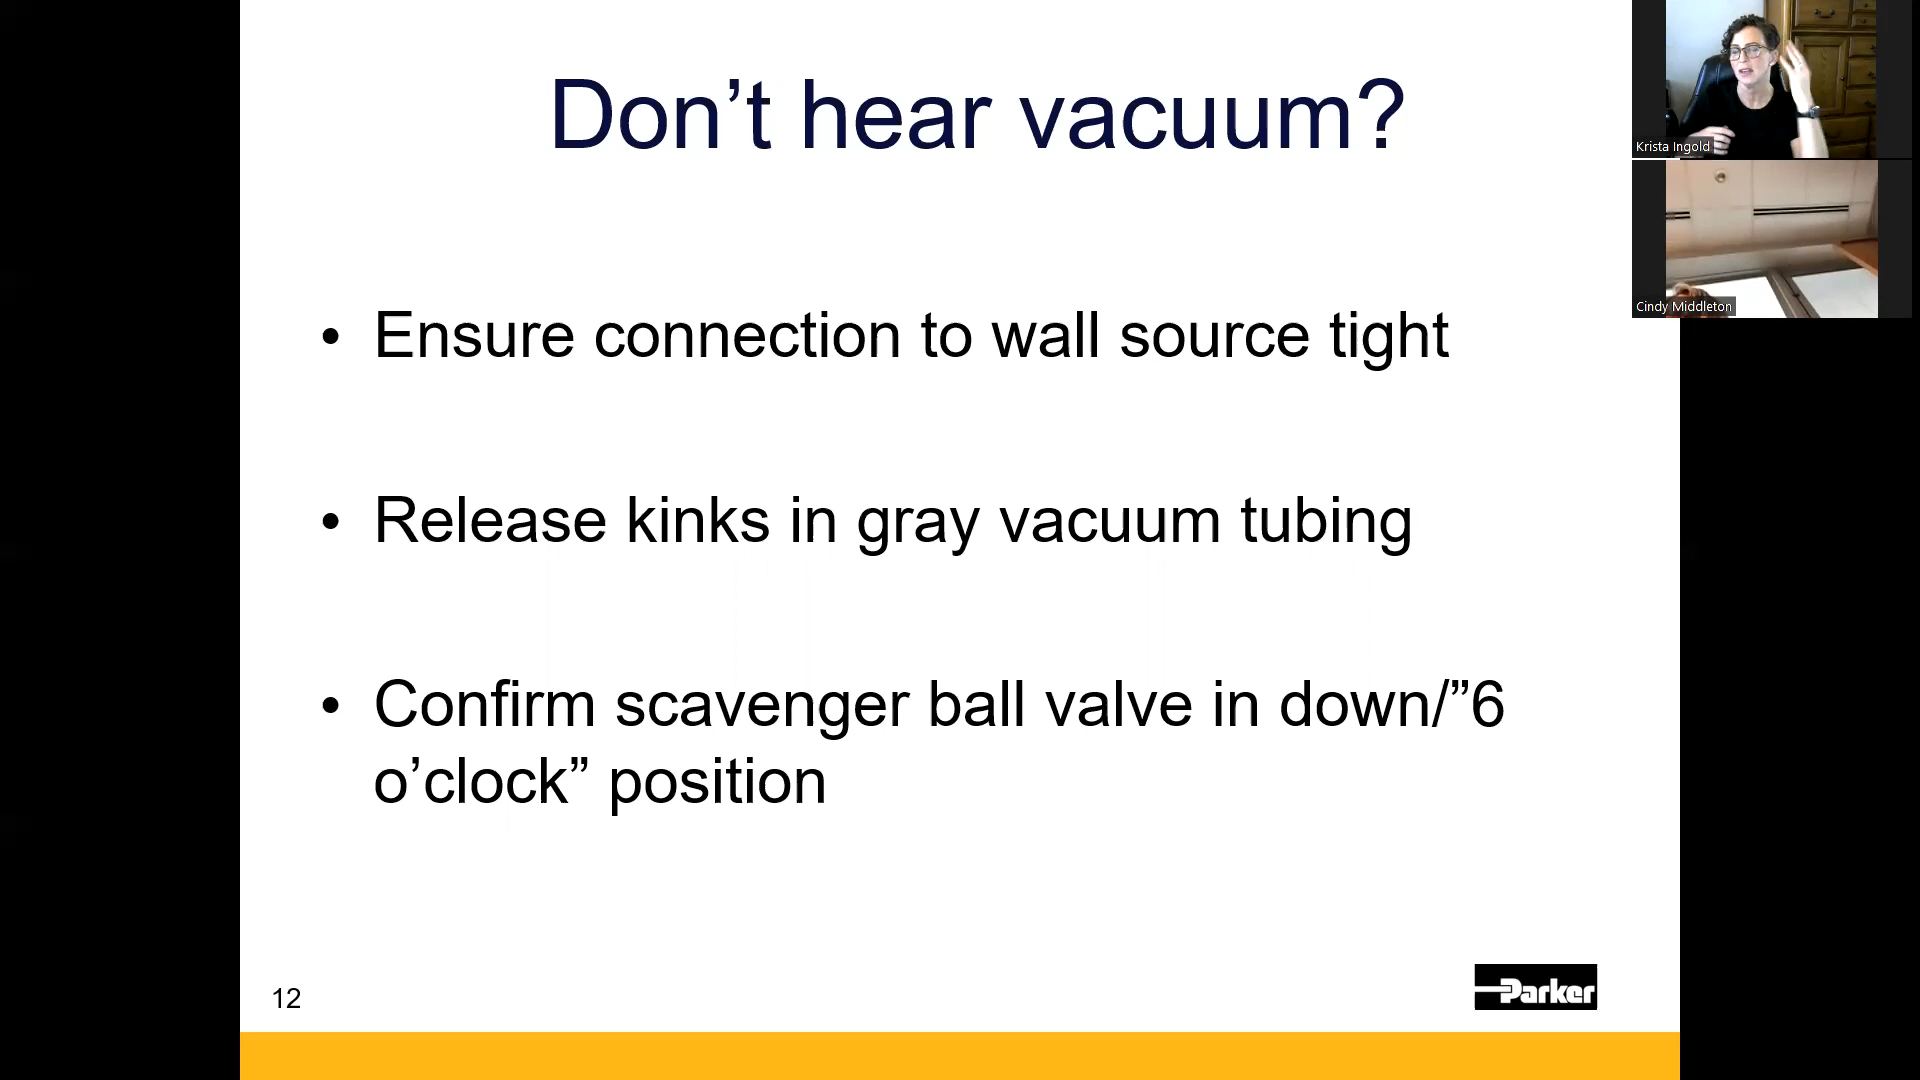 Don’t hear vacuum?
Krista Ingold
Cindy Middleton
• Ensure connection to wall source tight
• Release kinks in gray vacuum tubing
• Confirm scavenger ball valve in down/”6
o’clock” position
12
Parker